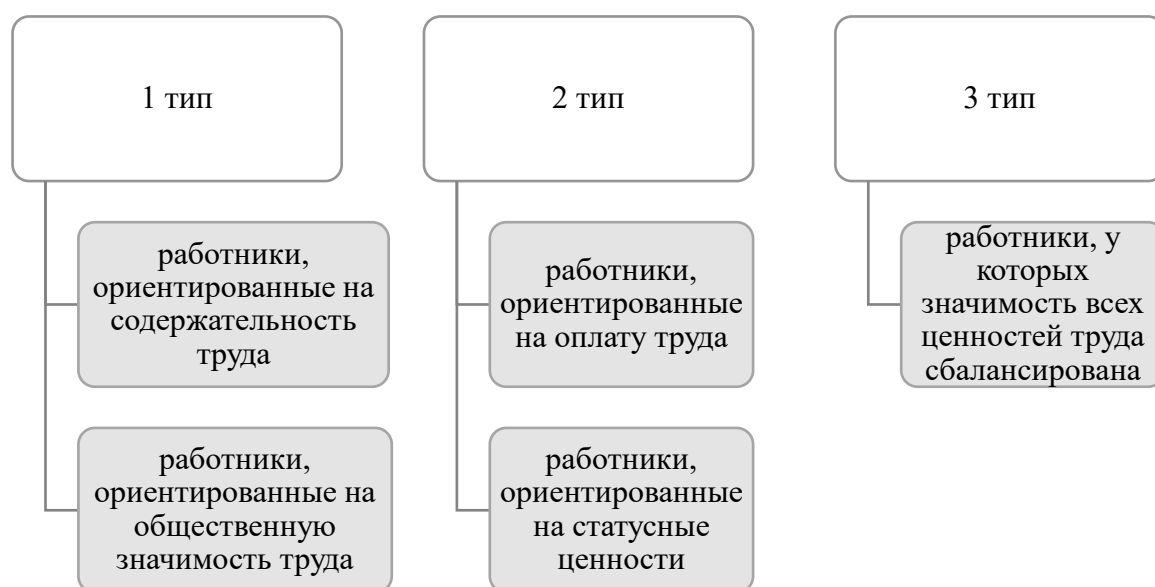 1 тип
работники,
ориентированные на
содержательность
труда
работники,
ориентированные на
общественную
значимость труда
2 тип
работники,
ориентированные
на оплату труда
работники,
ориентированные
на статусные
ценности
3 тип
работники, у
которых
значимость всех
ценностей труда
сбалансирована